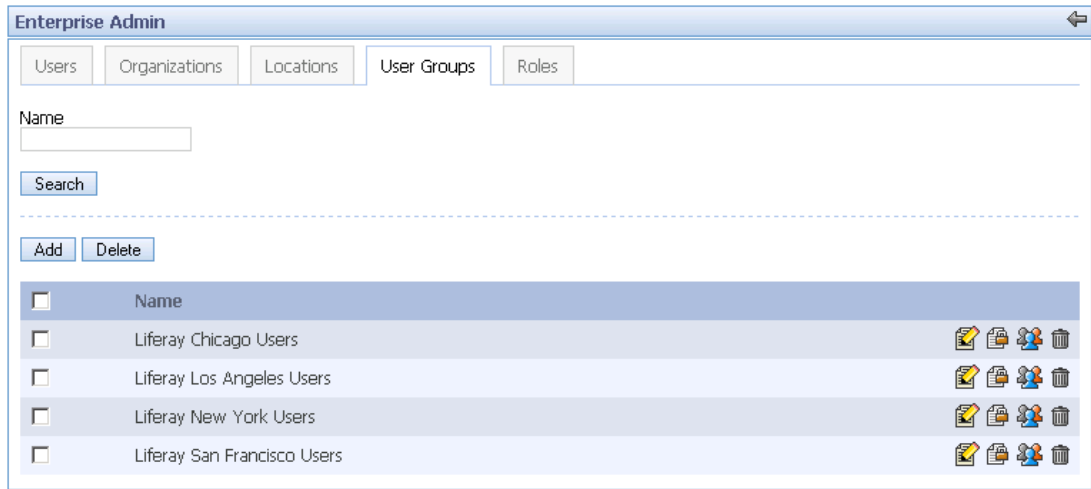 Enterprise Admin
Users Organizations Locations User Groups Roles
Name
Search
Add Delete
Name
Liferay Chicago Users
Liferay Los Angeles Users
Liferay New York Users
Liferay San Francisco Users